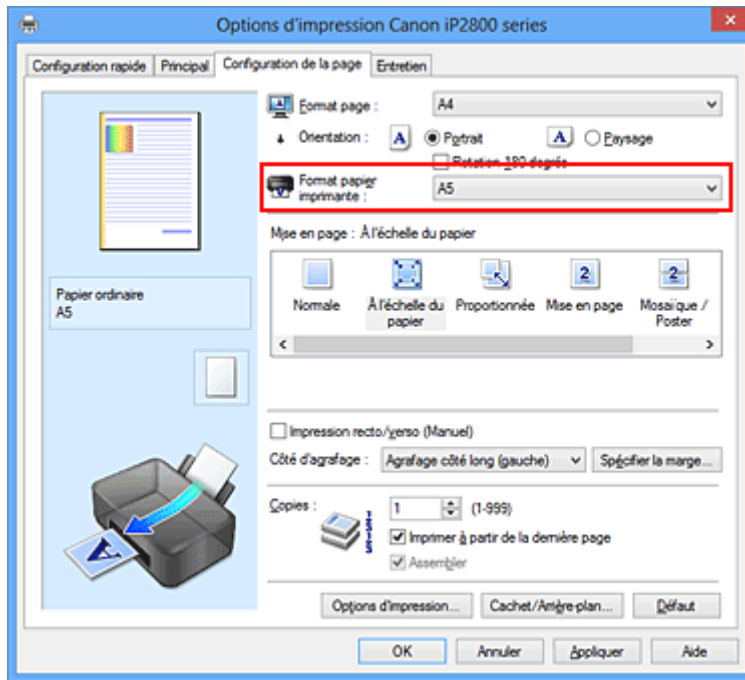 Options d'impression Canon iP2800 series
Configuration rapide Principal Configuration de la page Entretien
Format page : A4
Orientation : A Portrait A Paysage
Rotation 180 degrés
Format papier imprimante : A5
Mise en page : À l'échelle du papier
Papier ordinaire
A5
Normale À l'échelle du papier Proportionnée Mise en page Mosaïque / Poster
Impression recto/verso (Manuel)
Côté d'agrafage : Agrafage côté long (gauche) Spécifier la marge...
Copies : 1 (1-999)
Imprimer à partir de la dernière page
Assembler
Options d'impression... Cachet/Arrière-plan... Défaut
OK Annuler Appliquer Aide